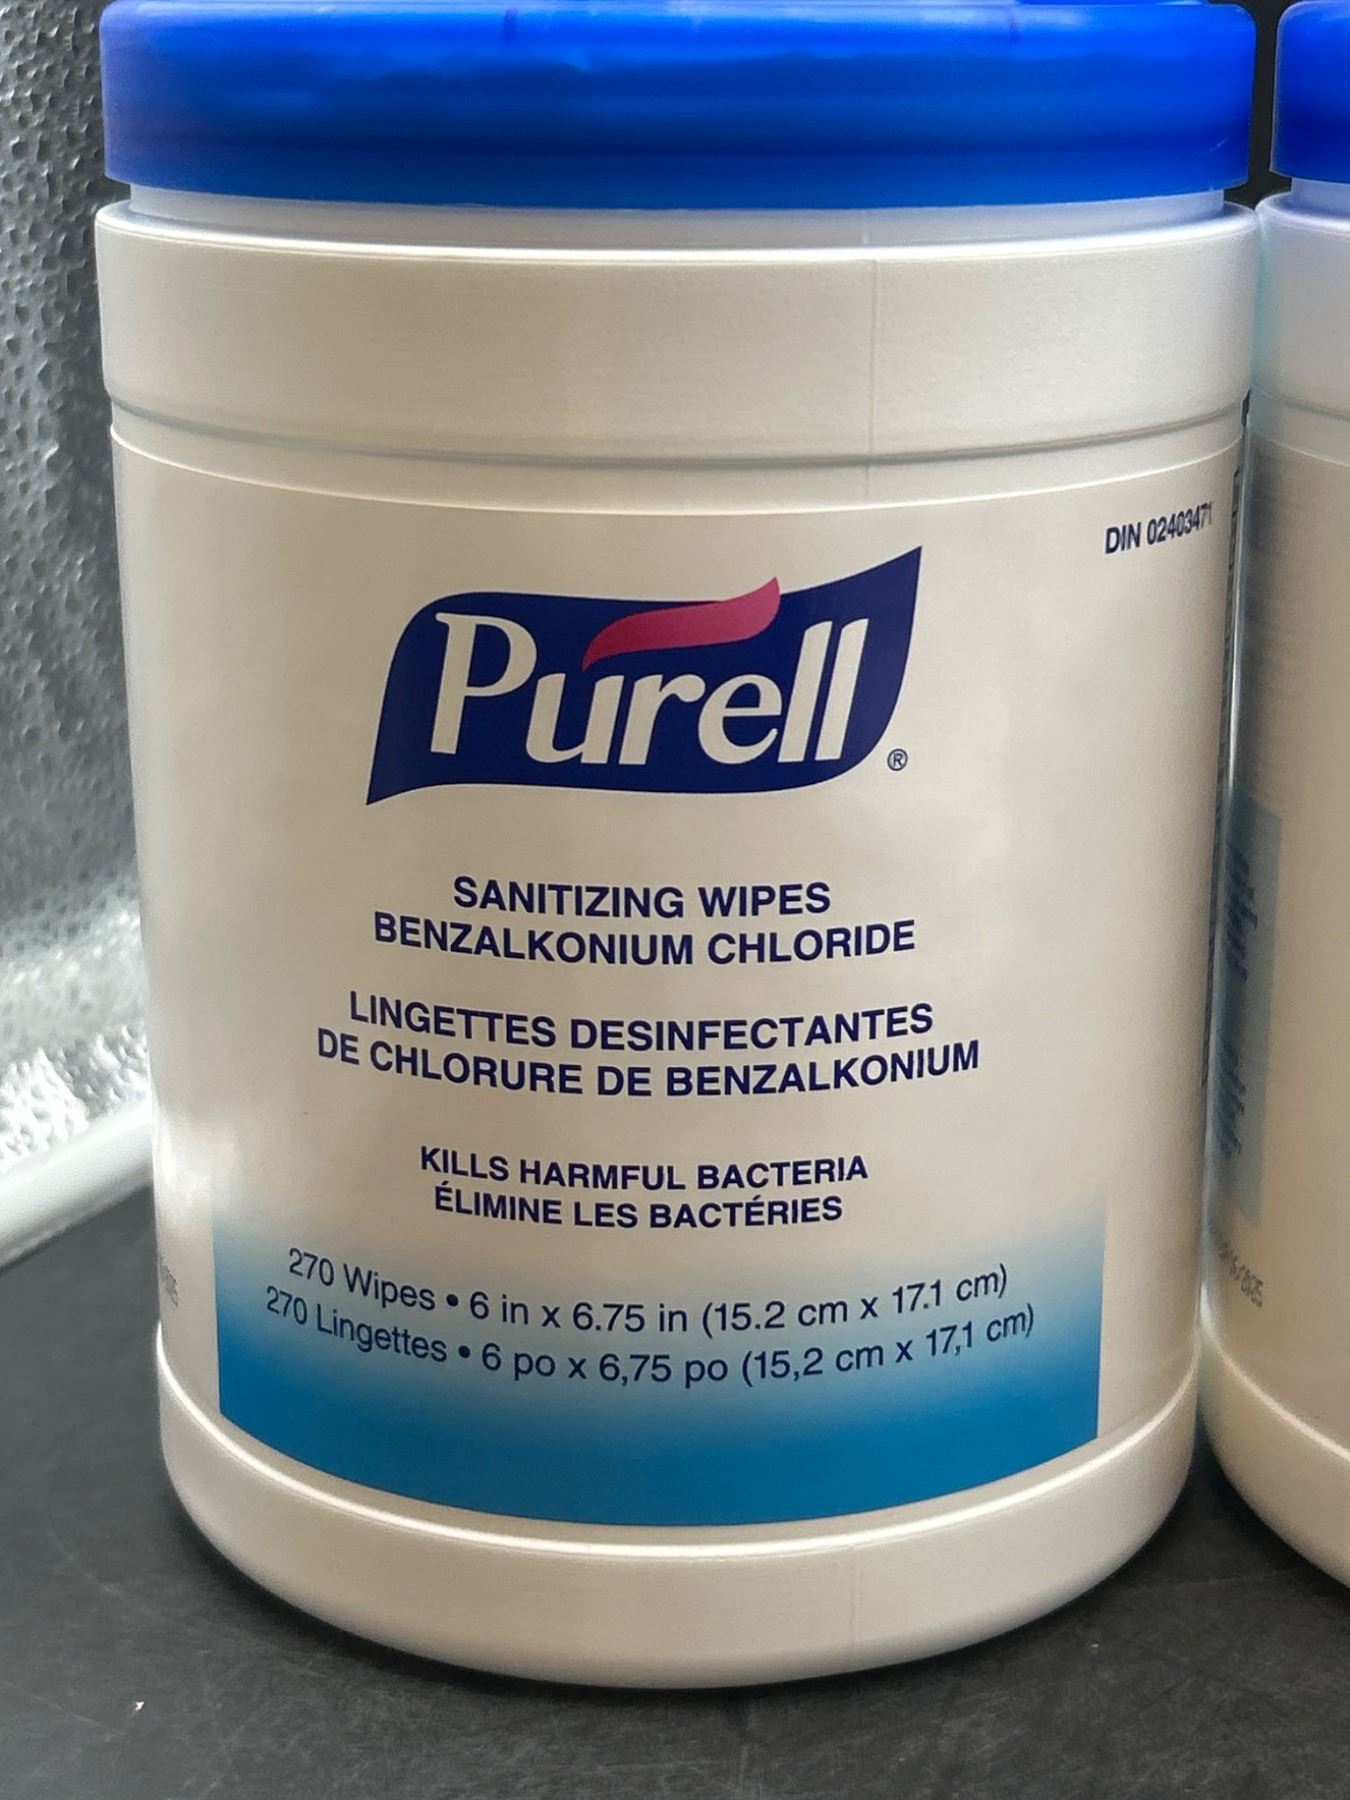 DIN 02403471
Purell®
SANITIZING WIPES
BENZALKONIUM CHLORIDE
LINGETTES DESINFECTANTES
DE CHLORURE DE BENZALKONIUM
KILLS HARMFUL BACTERIA
ÉLIMINE LES BACTÉRIES
270 Wipes • 6 in x 6.75 in (15.2 cm x 17.1 cm)
270 Lingettes • 6 po x 6,75 po (15,2 cm x 17,1 cm)